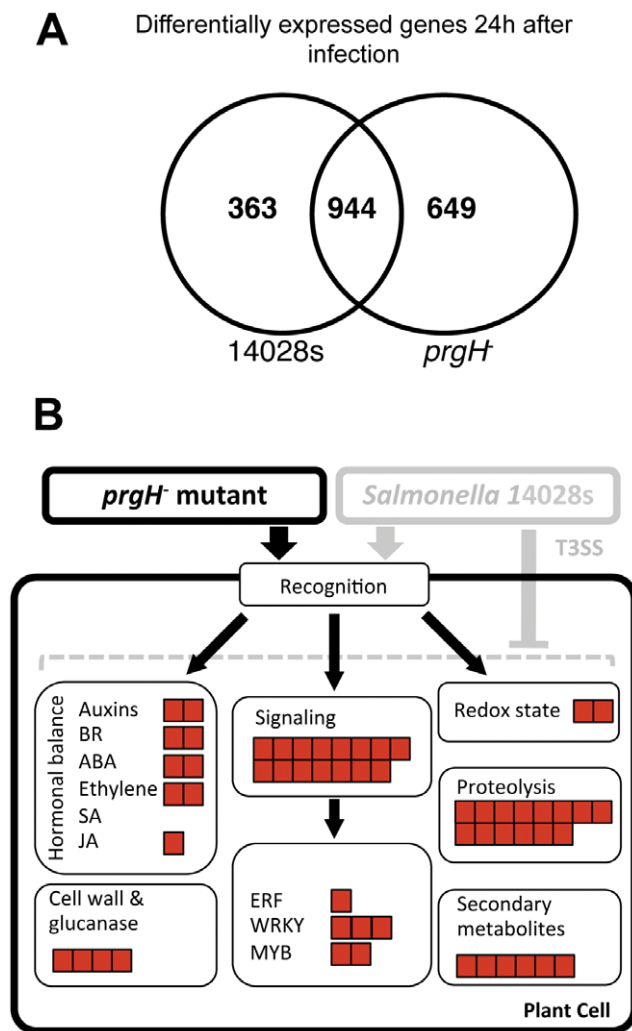 A
Differentially expressed genes 24h after
infection
363
944
649
14028s
prgH-
B
prgH- mutant
Salmonella 14028s
T3SS
Recognition
Hormonal balance
Auxins
BR
ABA
Ethylene
SA
JA
Signaling
Redox state
Proteolysis
Cell wall &
glucanase
ERF
WRKY
MYB
Secondary
metabolites
Plant Cell